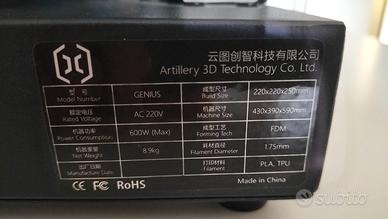 云图创智科技有限公司
Artillery 3D Technology Co. Ltd.
型 号 Model Number GENIUS 成型尺寸 Build Size 220x220x250mm
额定电压 Rated Voltage AC 220V 机器尺寸 Machine Size 430x390x590mm
机器功率 Power Consumption 600W (Max) 成型工艺 Forming Tech FDM
机器重量 Net Weight 8.9kg 耗材直径 Filament Diameter 1.75mm
出厂日期 Manufacture Date 打印材料 Filament PLA, TPU
CE FC RoHS Made in China
subito